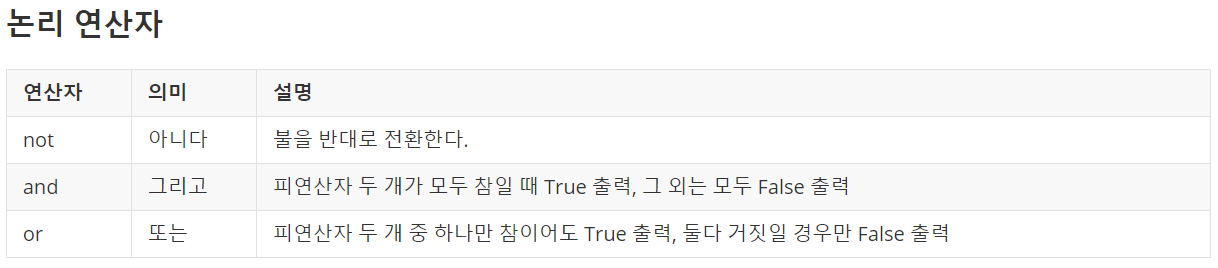 논리 연산자
연산자 의미 설명
not 아니다 불을 반대로 전환한다.
and 그리고 피연산자 두 개가 모두 참일 때 True 출력, 그 외는 모두 False 출력
or 또는 피연산자 두 개 중 하나만 참이어도 True 출력, 둘다 거짓일 경우만 False 출력